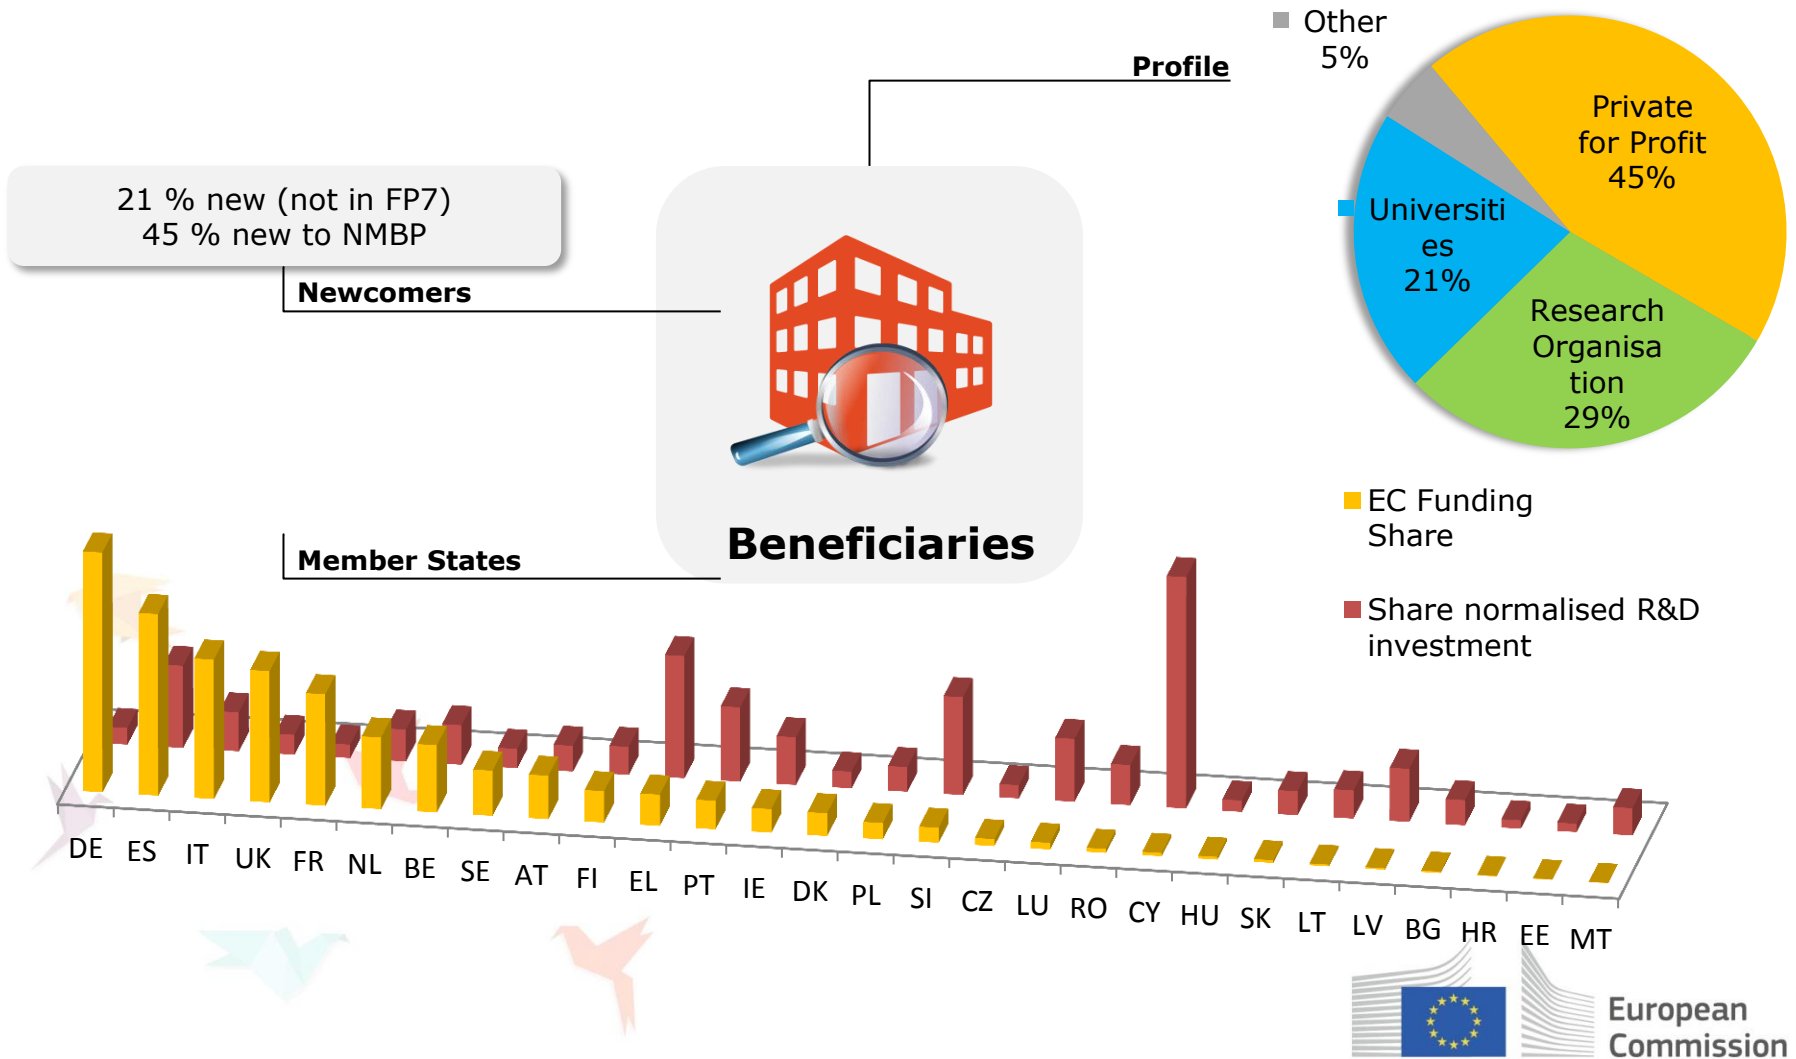 Other
5%
Profile
Private
for Profit
45%
21 % new (not in FP7)
45 % new to NMBP
Universiti
es
21%
Newcomers
Research
Organisa
tion
29%
EC Funding
Share
Beneficiaries
Member States
Share normalised R&D
investment
DE ES IT UK FR NL BE SE AT FI EL PT IE DK PL SI CZ LU RO CY HU SK LT LV BG HR EE MT
European
Commission